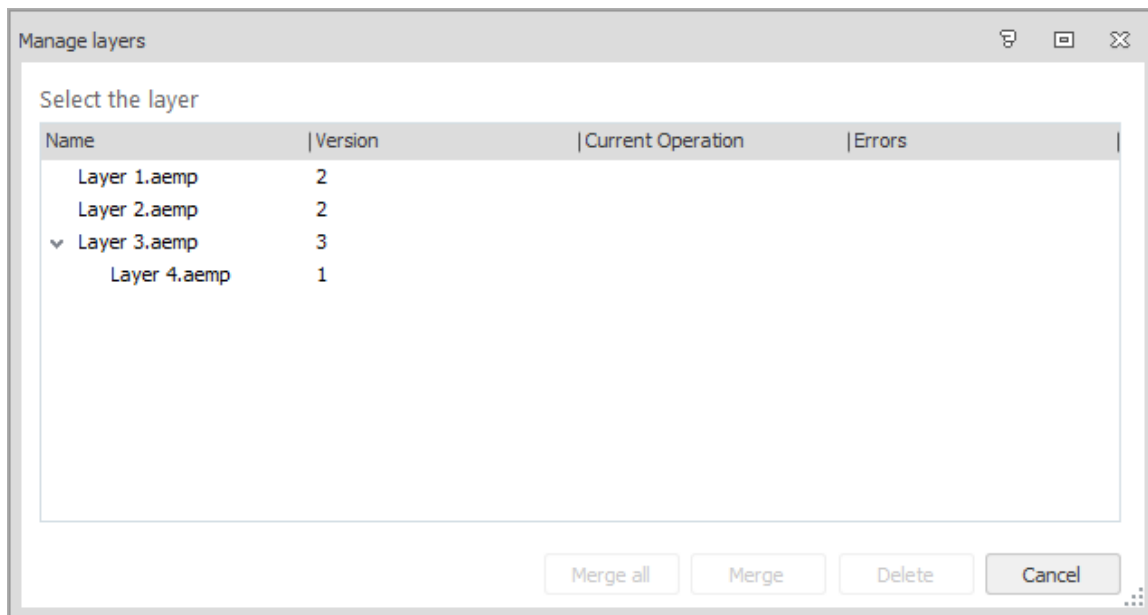 Manage layers
Select the layer
Name |Version |Current Operation |Errors |
Layer 1.aemp 2
Layer 2.aemp 2
Layer 3.aemp 3
Layer 4.aemp 1
Merge all Merge Delete Cancel